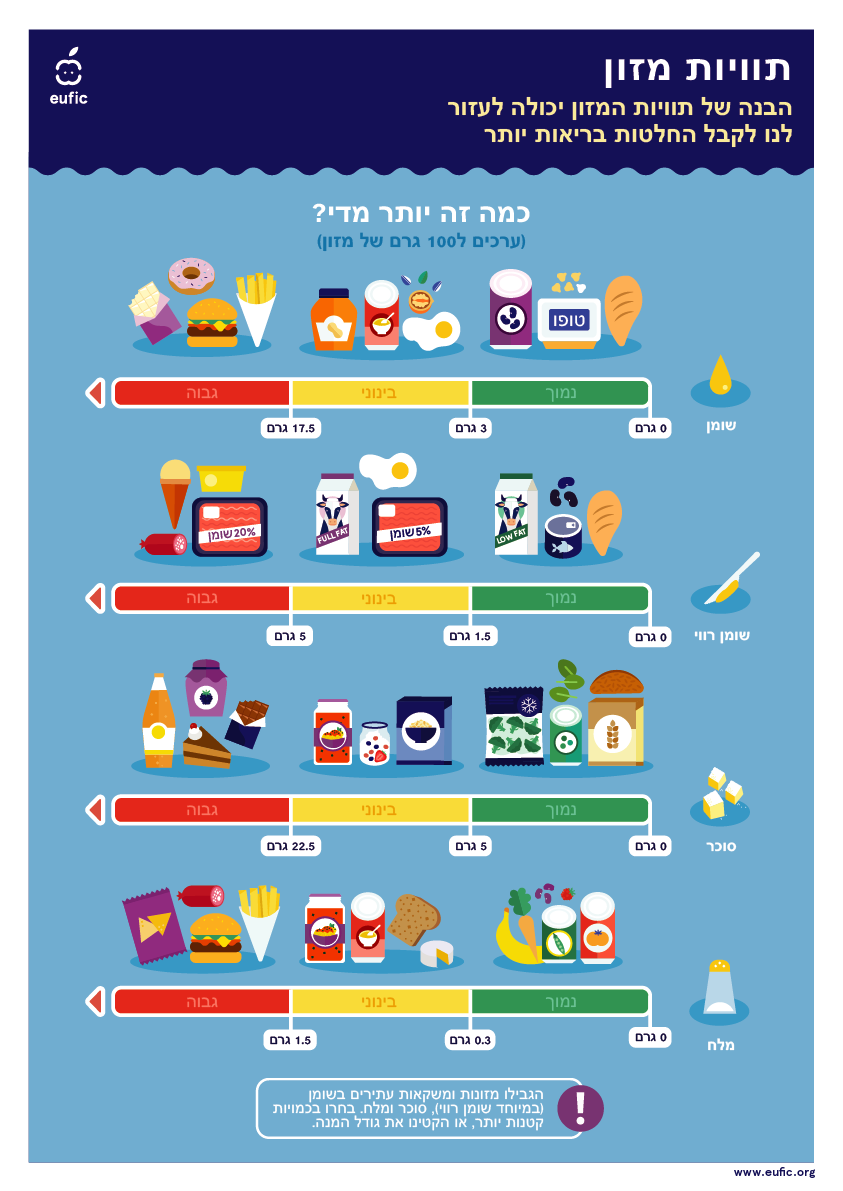 תוויות מזון
הבנה של תוויות המזון יכולה לעזור
לנו לקבל החלטות בריאות יותר
eufic
כמה זה יותר מדי?
(ערכים ל100 גרם של מזון)
טופו
נמוך
בינוני
גבוה
שומן
0 גרם
3 גרם
17.5 גרם
LOW FAT
5% שומן
FULL FAT
20% שומן
נמוך
בינוני
גבוה
שומן רווי
0 גרם
1.5 גרם
5 גרם
נמוך
בינוני
גבוה
סוכר
0 גרם
5 גרם
22.5 גרם
נמוך
בינוני
גבוה
מלח
0 גרם
0.3 גרם
1.5 גרם
!
הגבילו מזונות ומשקאות עתירים בשומן
(במיוחד שומן רווי), סוכר ומלח. בחרו בכמויות
קטנות יותר, או הקטינו את גודל המנה.
www.eufic.org